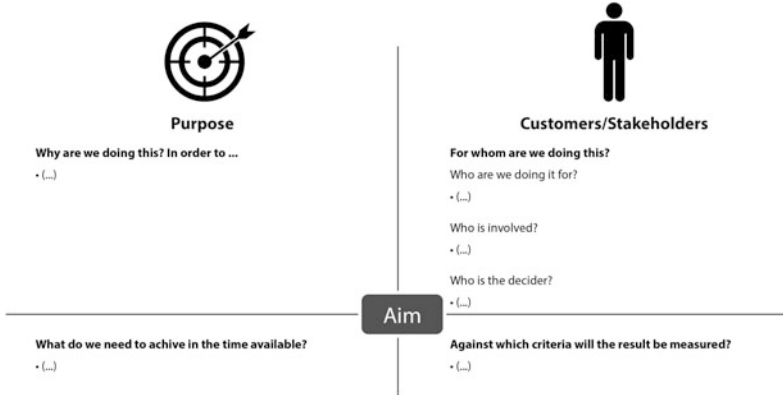 Purpose
Why are we doing this? In order to ...
• (...)
Customers/Stakeholders
For whom are we doing this?
Who are we doing it for?
• (...)
Who is involved?
• (...)
Who is the decider?
• (...)
Aim
What do we need to achive in the time available?
• (...)
Against which criteria will the result be measured?
• (...)